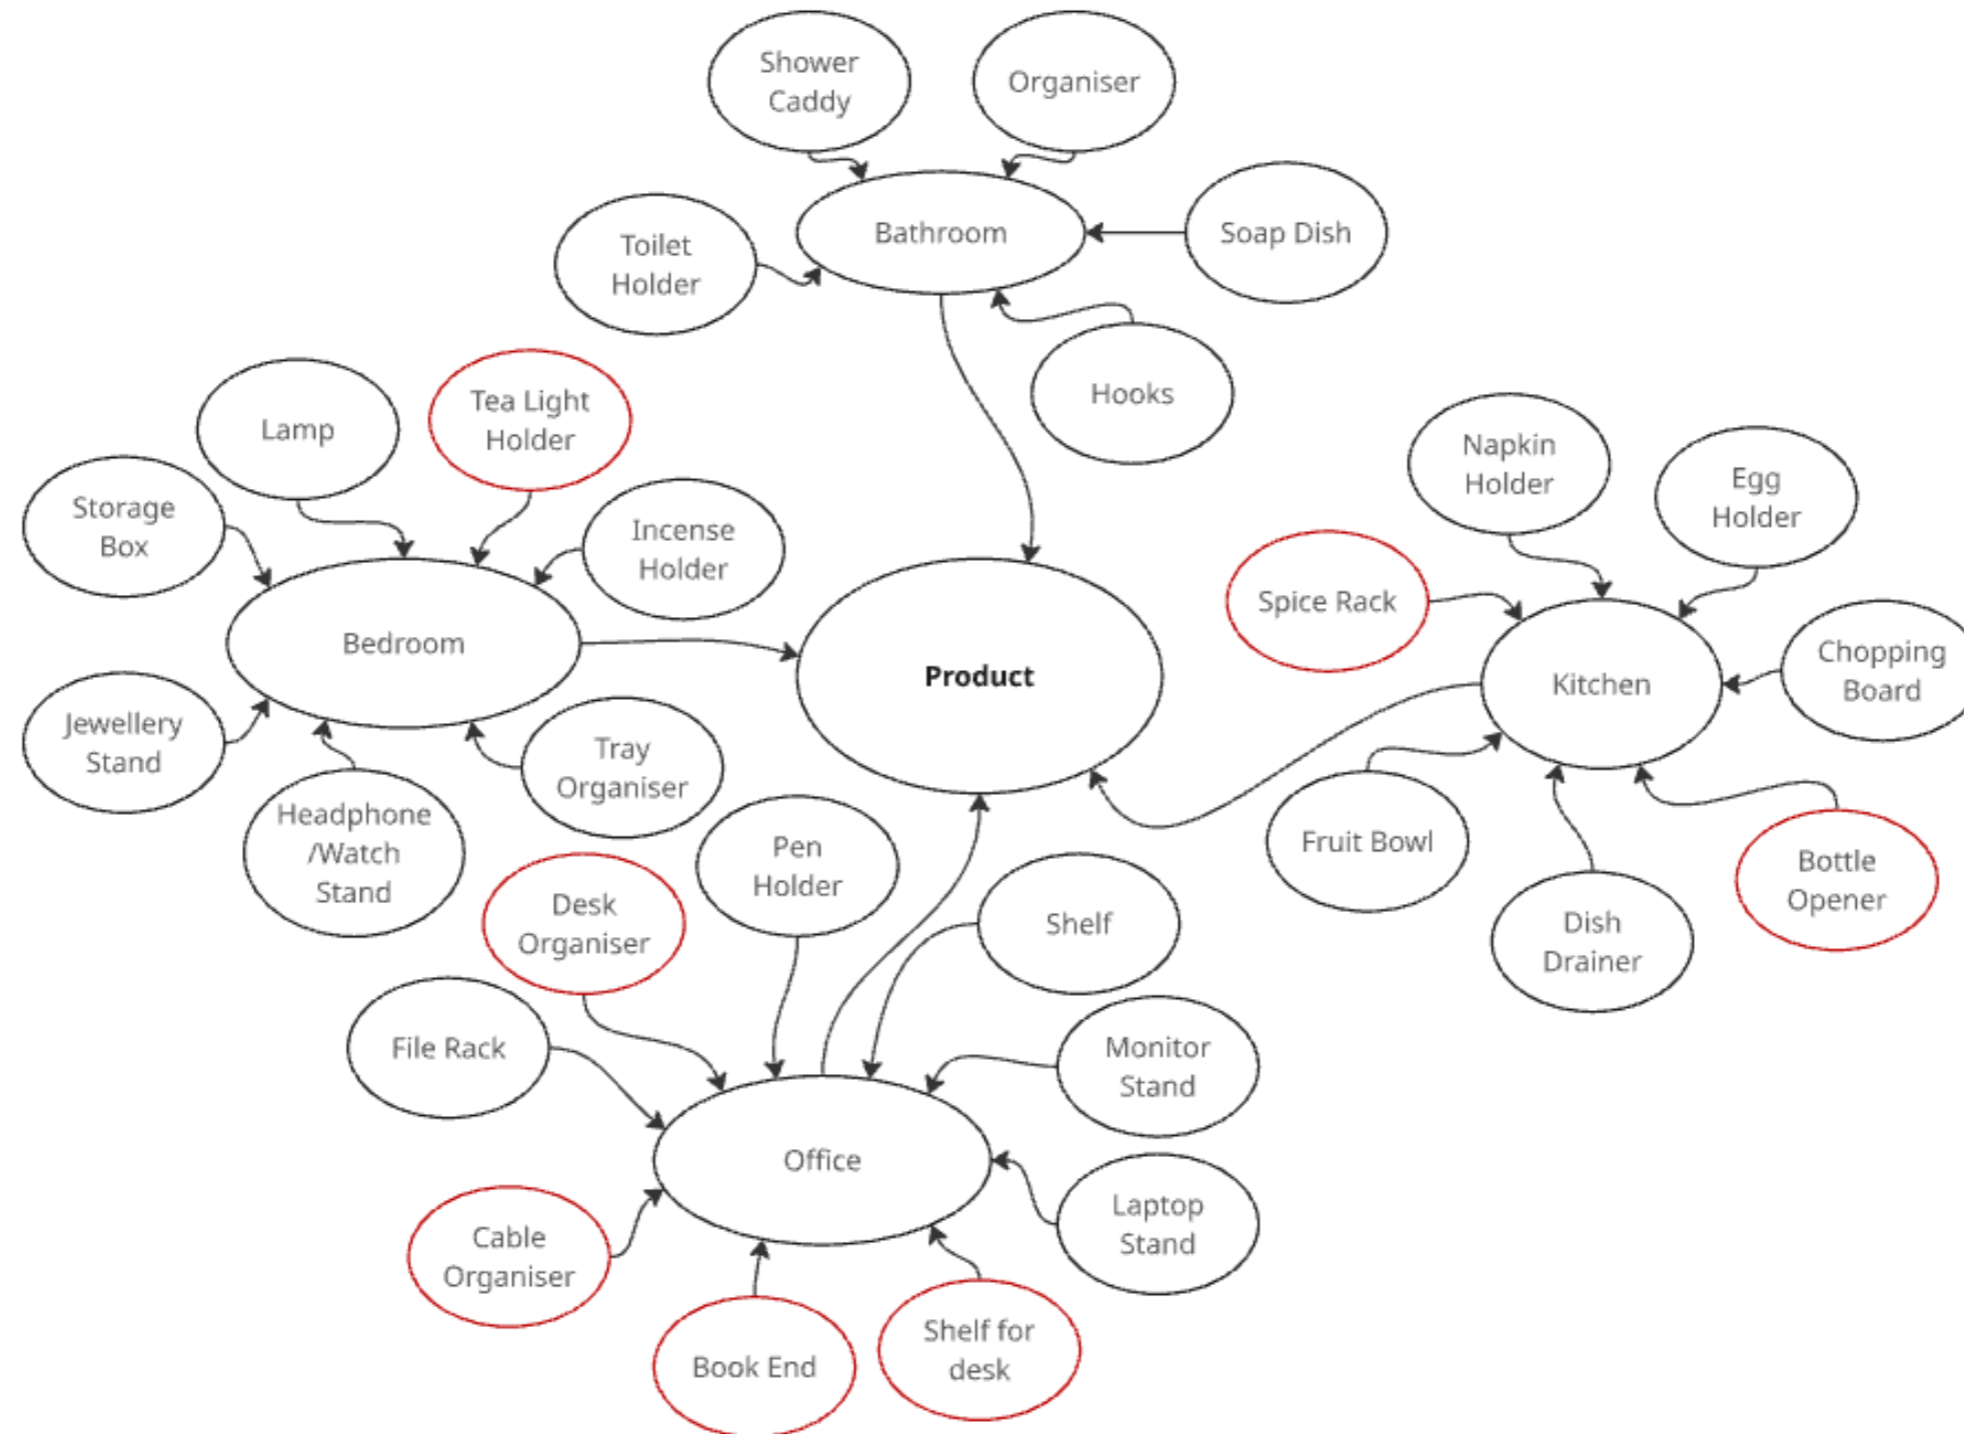 Shower
Caddy
Organiser
Bathroom
Soap Dish
Toilet
Holder
Hooks
Lamp
Tea Light
Holder
Storage
Box
Incense
Holder
Bedroom
Jewellery
Stand
Headphone
/Watch
Stand
Tray
Organiser
Product
Napkin
Holder
Egg
Holder
Spice Rack
Kitchen
Chopping
Board
Fruit Bowl
Dish
Drainer
Bottle
Opener
Pen
Holder
Desk
Organiser
Shelf
File Rack
Monitor
Stand
Office
Laptop
Stand
Cable
Organiser
Book End
Shelf for
desk